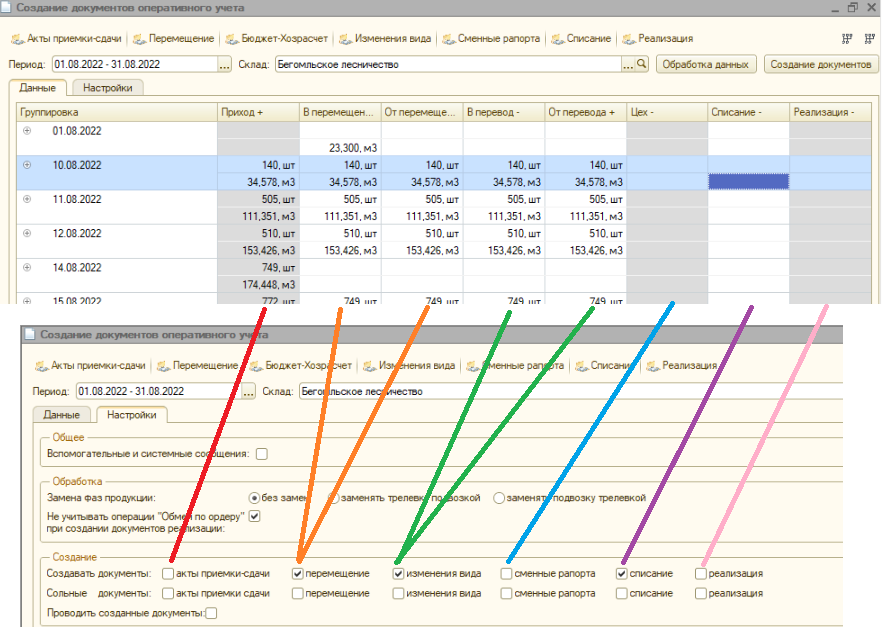 Создание документов оперативного учета
Акты приемки-сдачи Перемещение Бюджет-Хозрасчет Изменения вида Сменные рапорта Списание Реализация
Период: 01.08.2022 - 31.08.2022 ... Склад: Бегомльское лесничество ... Обработка данных Создание документов
Данные Настройки
Группировка Приход + В перемещен... От перемеще... В перевод - От перевода + Цех - Списание - Реализация -
01.08.2022
23,300, м3
10.08.2022 140, шт 140, шт 140, шт 140, шт 140, шт
34,578, м3 34,578, м3 34,578, м3 34,578, м3 34,578, м3
11.08.2022 505, шт 505, шт 505, шт 505, шт 505, шт
111,351, м3 111,351, м3 111,351, м3 111,351, м3 111,351, м3
12.08.2022 510, шт 510, шт 510, шт 510, шт 510, шт
153,426, м3 153,426, м3 153,426, м3 153,426, м3 153,426, м3
14.08.2022 749, шт
174,448, м3
15.08.2022 772, шт 749, шт 749, шт 749, шт 749, шт
Создание документов оперативного учета
Акты приемки-сдачи Перемещение Бюджет-Хозрасчет Изменения вида Сменные рапорта Списание Реализация
Период: 01.08.2022 - 31.08.2022 ... Склад: Бегомльское лесничество
Данные Настройки
Общее
Вспомогательные и системные сообщения:
Обработка
Замена фаз продукции: без замен заменять трелевку подвозкой заменять подвозку трелевкой
Не учитывать операции "Обмен по ордеру"
при создании документов реализации:
Создание
Создавать документы: акты приемки-сдачи перемещение изменения вида сменные рапорта списание реализация
Сольные документы: акты приемки сдачи перемещение изменения вида сменные рапорта списание реализация
Проводить созданные документы: